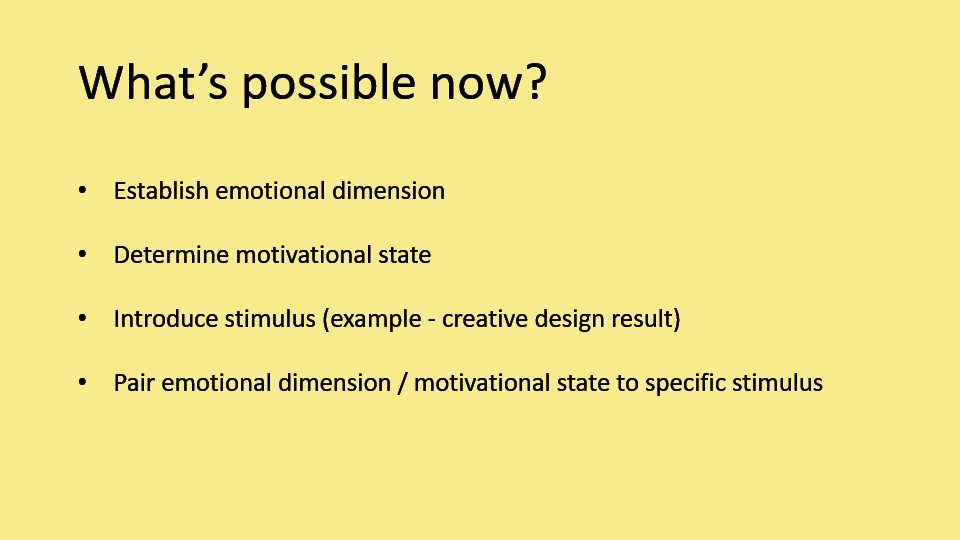 What’s possible now?
• Establish emotional dimension
• Determine motivational state
• Introduce stimulus (example - creative design result)
• Pair emotional dimension / motivational state to specific stimulus